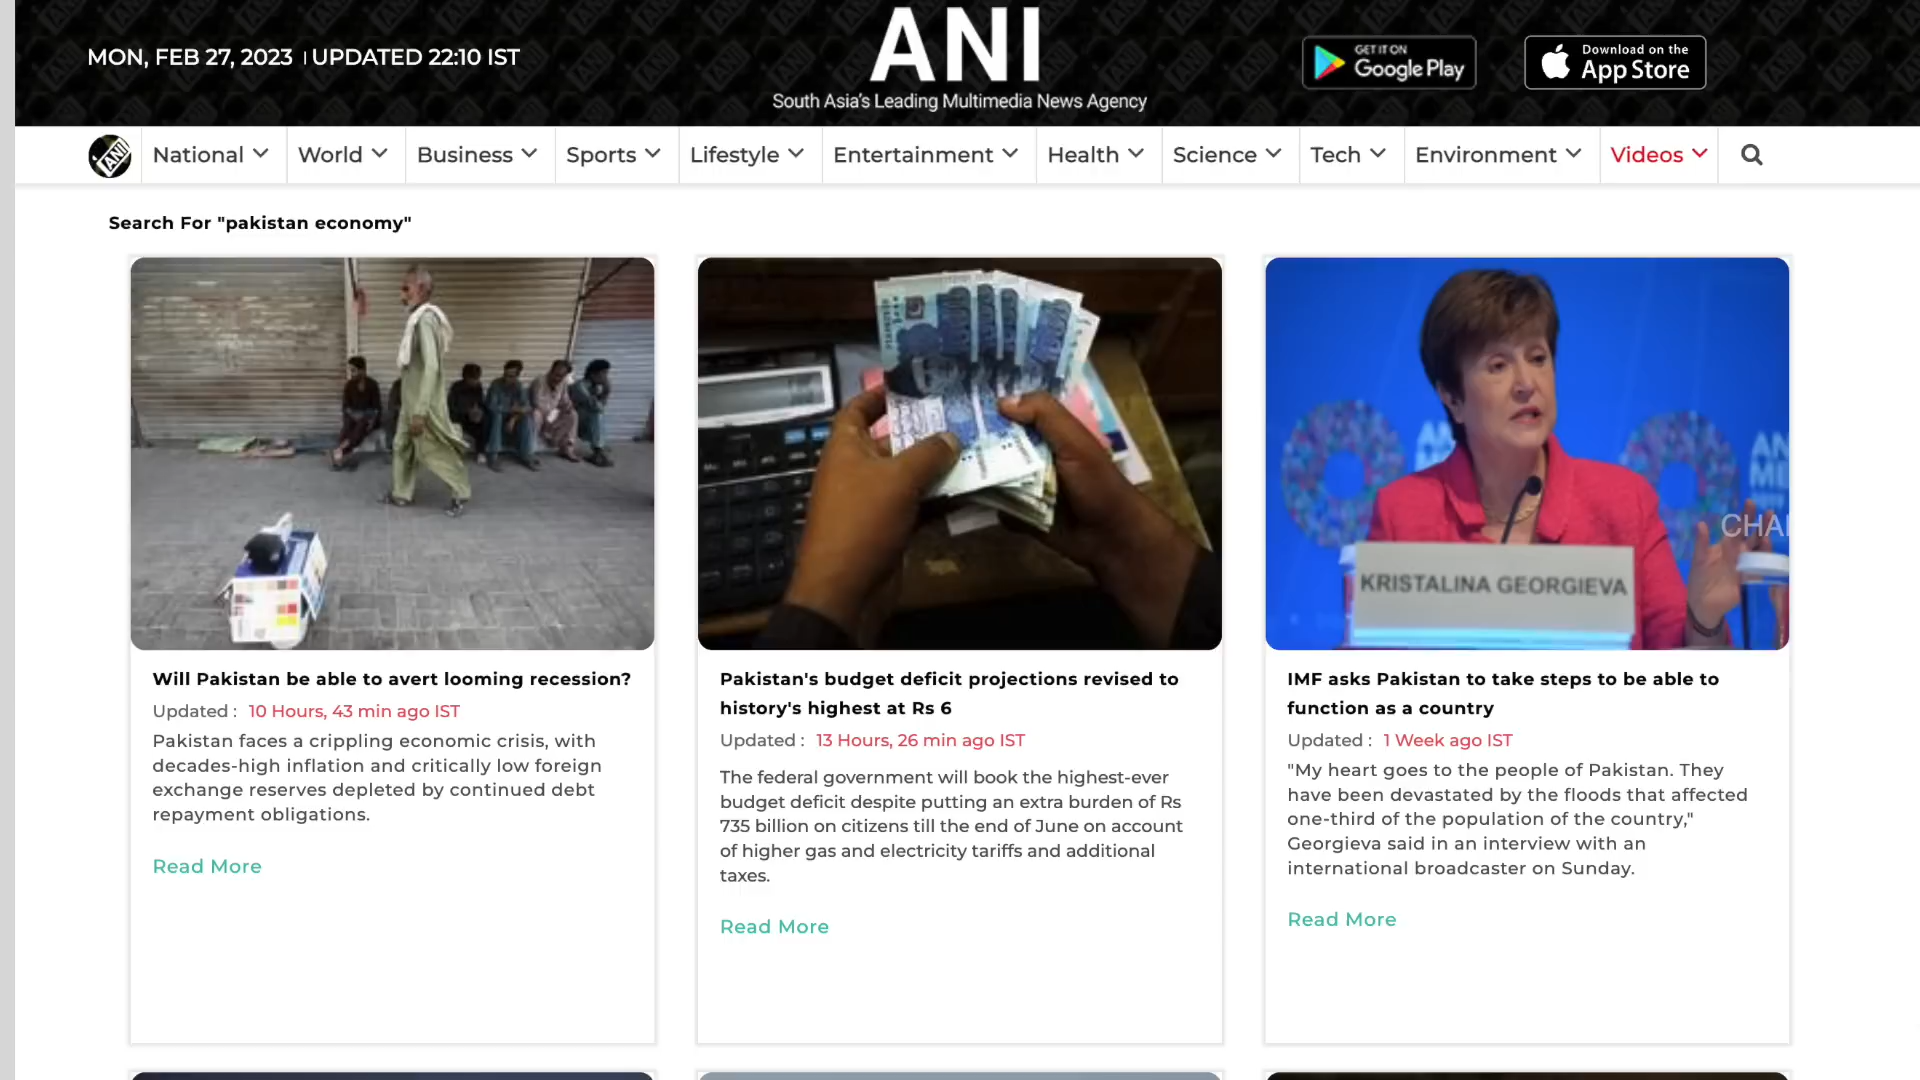 MON, FEB 27, 2023 | UPDATED 22:10 IST
ANI
South Asia's Leading Multimedia News Agency
GET IT ON
Google Play
Download on the
App Store
ANI
National
World
Business
Sports
Lifestyle
Entertainment
Health
Science
Tech
Environment
Videos
Search For "pakistan economy"
KRISTALINA GEORGIEVA
CHAI
Will Pakistan be able to avert looming recession?
Updated : 10 Hours, 43 min ago IST
Pakistan faces a crippling economic crisis, with
decades-high inflation and critically low foreign
exchange reserves depleted by continued debt
repayment obligations.
Read More
Pakistan's budget deficit projections revised to
history's highest at Rs 6
Updated : 13 Hours, 26 min ago IST
The federal government will book the highest-ever
budget deficit despite putting an extra burden of Rs
735 billion on citizens till the end of June on account
of higher gas and electricity tariffs and additional
taxes.
Read More
IMF asks Pakistan to take steps to be able to
function as a country
Updated : 1 Week ago IST
"My heart goes to the people of Pakistan. They
have been devastated by the floods that affected
one-third of the population of the country,"
Georgieva said in an interview with an
international broadcaster on Sunday.
Read More